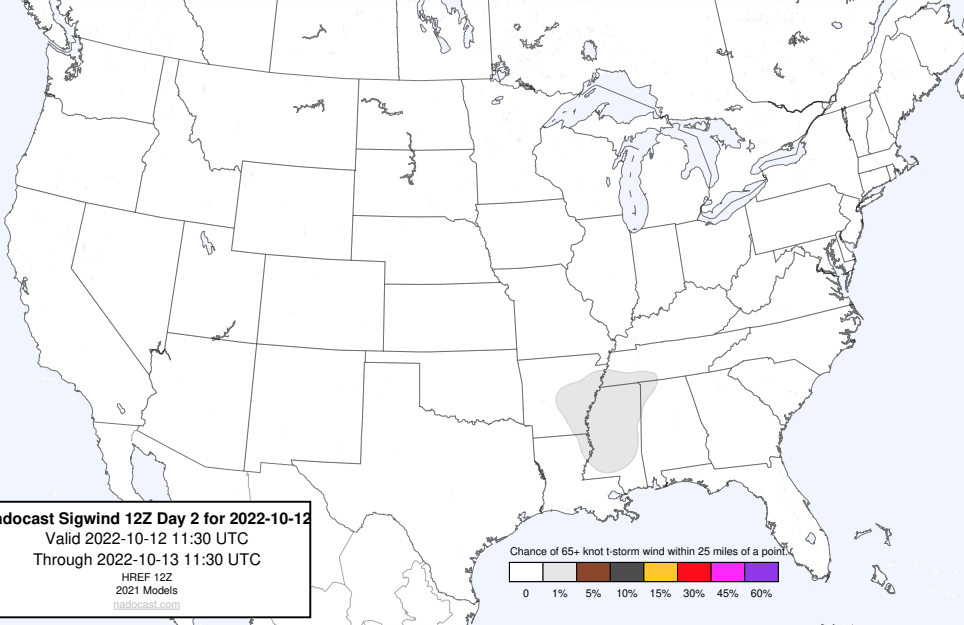 adocast Sigwind 12Z Day 2 for 2022-10-12
Valid 2022-10-12 11:30 UTC
Through 2022-10-13 11:30 UTC
HREF 12Z
2021 Models
nadocast.com
Chance of 65+ knot t-storm wind within 25 miles of a point.
0 1% 5% 10% 15% 30% 45% 60%